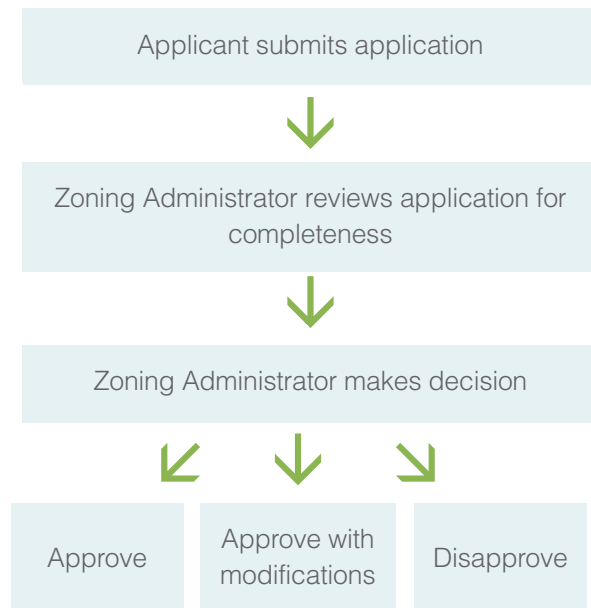 Applicant submits application
Zoning Administrator reviews application for
completeness
Zoning Administrator makes decision
Approve
Approve with
modifications
Disapprove